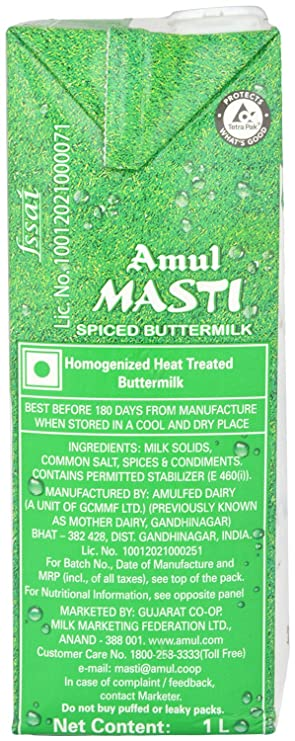 PROTECTS
Tetra Pak
WHAT'S GOOD
fssai
Lic. No. 10012021000071
Amul
MASTI
SPICED BUTTERMILK
Homogenized Heat Treated
Buttermilk
BEST BEFORE 180 DAYS FROM MANUFACTURE
WHEN STORED IN A COOL AND DRY PLACE
INGREDIENTS: MILK SOLIDS,
COMMON SALT, SPICES & CONDIMENTS.
CONTAINS PERMITTED STABILIZER (E 460(i)).
MANUFACTURED BY: AMULFED DAIRY
(A UNIT OF GCMMF LTD.) (PREVIOUSLY KNOWN
AS MOTHER DAIRY, GANDHINAGAR)
BHAT – 382 428, DIST. GANDHINAGAR, INDIA.
Lic. No. 10012021000251
For Batch No., Date of Manufacture and
MRP (incl., of all taxes), see top of the pack.
For Nutritional Information, see opposite panel
MARKETED BY: GUJARAT CO-OP.
MILK MARKETING FEDERATION LTD.,
ANAND - 388 001. www.amul.com
Customer Care No. 1800-258-3333(Toll Free)
e-mail: masti@amul.coop
In case of complaint / feedback,
contact Marketer.
Do not buy puffed or leaky packs.
Net Content: 1 L